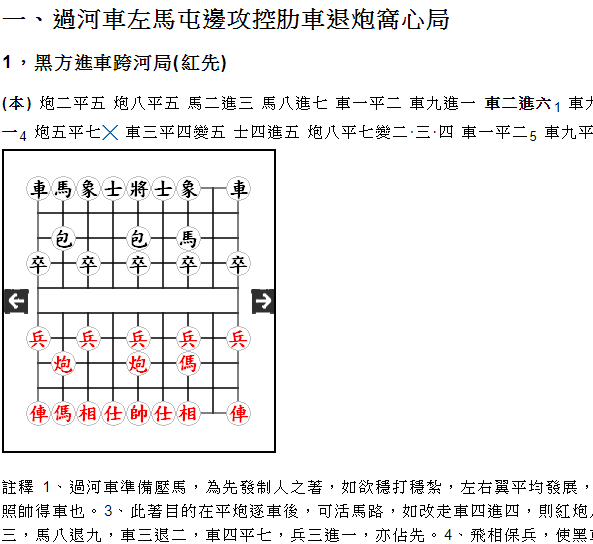 一、過河車左馬屯邊攻控肋車退炮窩心局
1，黑方進車跨河局(紅先)
(本) 炮二平五 炮八平五 馬二進三 馬八進七 車一平二 車九進一 車二進六1 車
一4 炮五平七 車三平四變五 士四進五 炮八平七變二·三·四 車一平二5 車九平
車馬象士將士象車
包包馬
卒卒卒卒卒
兵兵兵兵兵
炮炮傌
俥傌相仕帥仕相俥
註釋 1、過河車準備壓馬，為先發制人之著，如欲穩打穩紮，左右翼平均發展，
照帥得車也。3、此著目的在平炮逐車後，可活馬路，如改走車四進四，則紅炮
三，馬八退九，車三退二，車四平七，兵三進一，亦佔先。4、飛相保兵，使黑